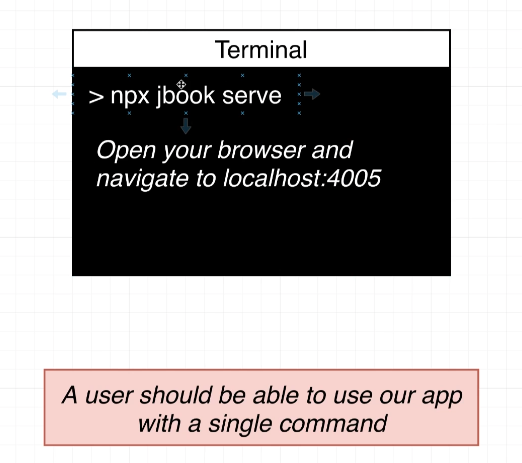 Terminal
> npx jbook serve
Open your browser and
navigate to localhost:4005
A user should be able to use our app
with a single command